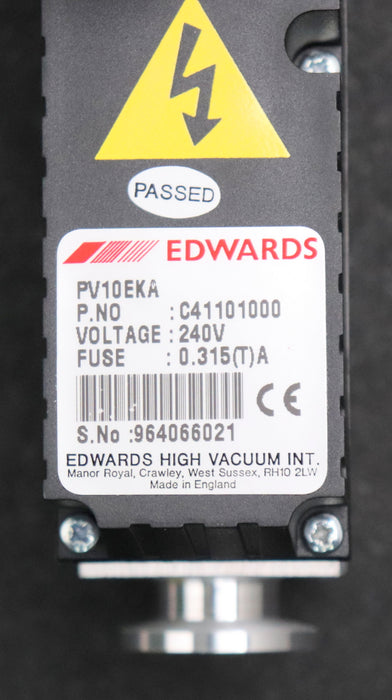 PASSED
EDWARDS
PV10EKA
P.NO : C41101000
VOLTAGE : 240V
FUSE : 0.315(T)A
CE
S.No :964066021
EDWARDS HIGH VACUUM INT.
Manor Royal, Crawley, West Sussex, RH10 2LW
Made in England